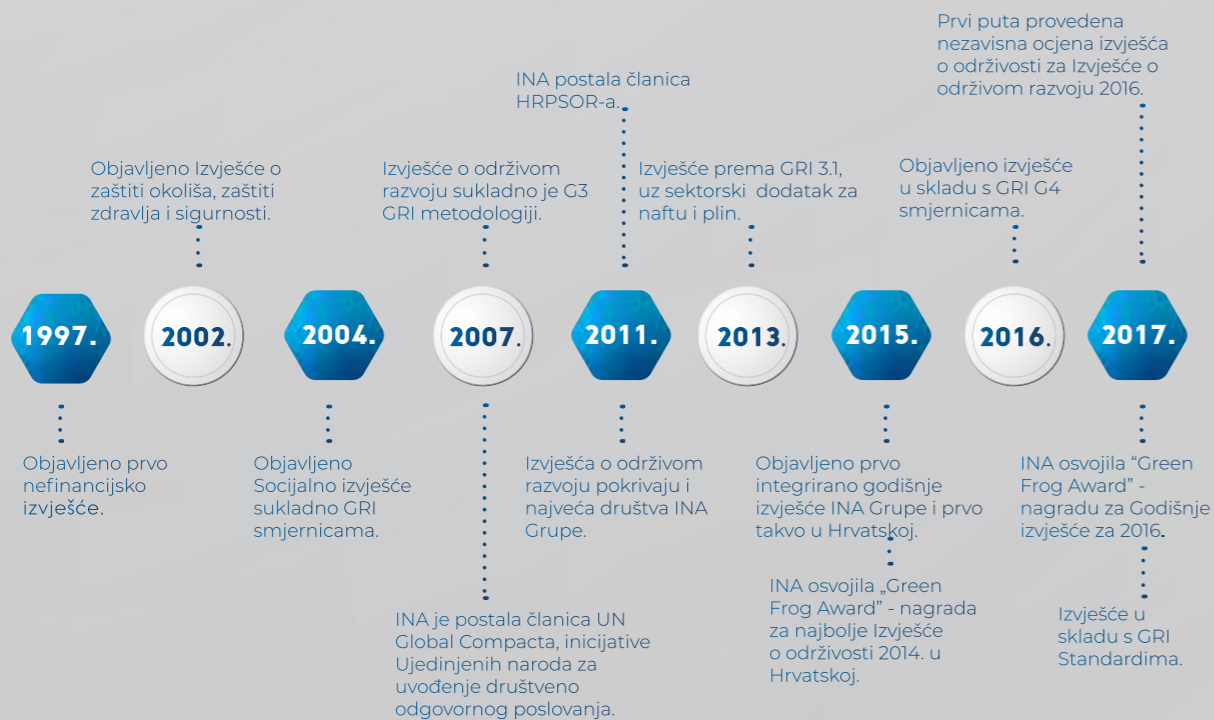 Prvi puta provedena
nezavisna ocjena izvješća
o održivosti za Izvješće o
održivom razvoju 2016.
INA postala članica
HRPSOR-a.
Objavljeno Izvješće o
zaštiti okoliša, zaštiti
zdravlja i sigurnosti.
Izvješće o održivom
razvoju sukladno je G3
GRI metodologiji.
Izvješće prema GRI 3.1,
uz sektorski dodatak za
naftu i plin.
Objavljeno izvješće
u skladu s GRI G4
smjernicama.
1997.
2002.
2004.
2007.
2011.
2013.
2015.
2016.
2017.
Objavljeno prvo
nefinancijsko
izvješće.
Objavljeno
Socijalno izvješće
sukladno GRI
smjernicama.
Izvješća o održivom
razvoju pokrivaju i
najveća društva INA
Grupe.
Objavljeno prvo
integrirano godišnje
izvješće INA Grupe i prvo
takvo u Hrvatskoj.
INA osvojila “Green
Frog Award” -
nagradu za Godišnje
izvješće za 2016.
INA je postala članica UN
Global Compacta, inicijative
Ujedinjenih naroda za
uvođenje društveno
odgovornog poslovanja.
INA osvojila „Green
Frog Award” - nagrada
za najbolje Izvješće
o održivosti 2014. u
Hrvatskoj.
Izvješće u
skladu s GRI
Standardima.